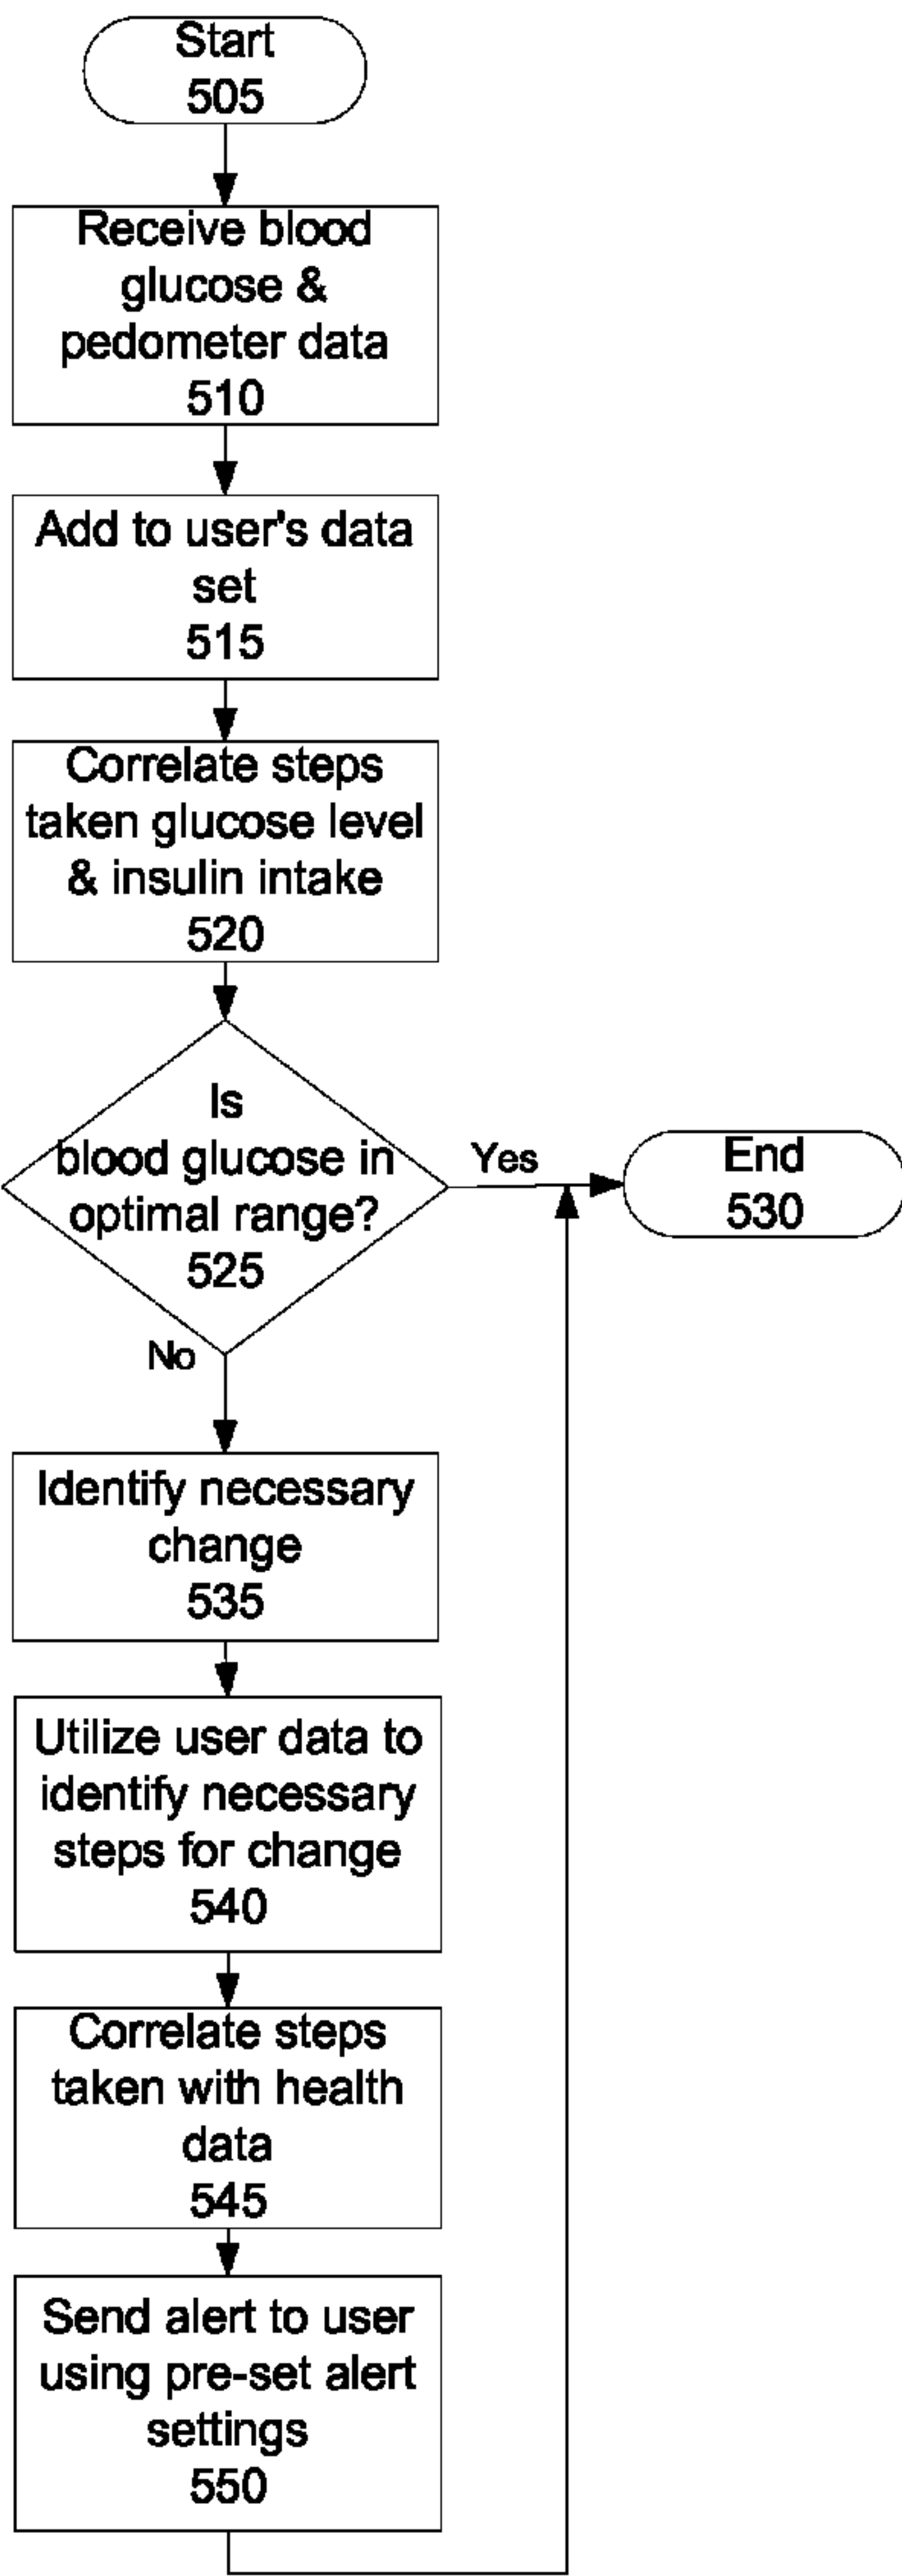 Start
505
Receive blood
glucose &
pedometer data
510
Add to user's data
set
515
Correlate steps
taken glucose level
& insulin intake
520
Is
blood glucose in
optimal range?
525
Yes
End
530
No
Identify necessary
change
535
Utilize user data to
identify necessary
steps for change
540
Correlate steps
taken with health
data
545
Send alert to user
using pre-set alert
settings
550